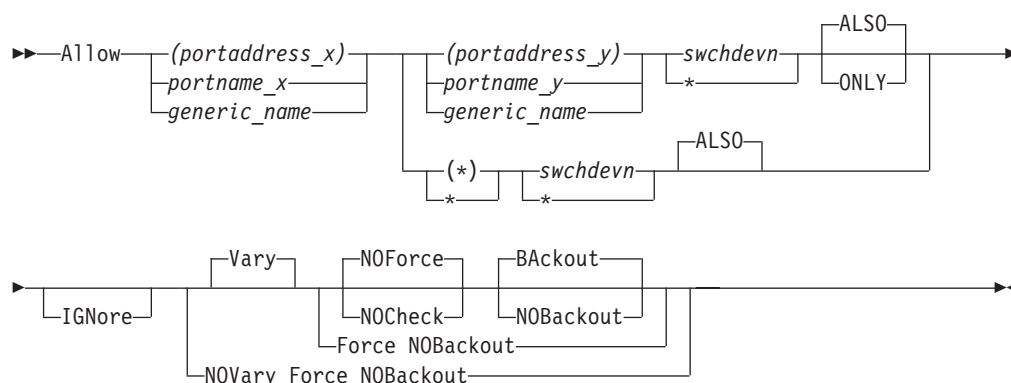 Allow (portaddress_x) (portaddress_y) swchdevn ALSO
portname_x portname_y * ONLY
generic_name generic_name
(*) swchdevn ALSO
* *
Vary NOForce BAckout
IGNore NOCheck NOBackout
Force NOBackout
NOVary Force NOBackout